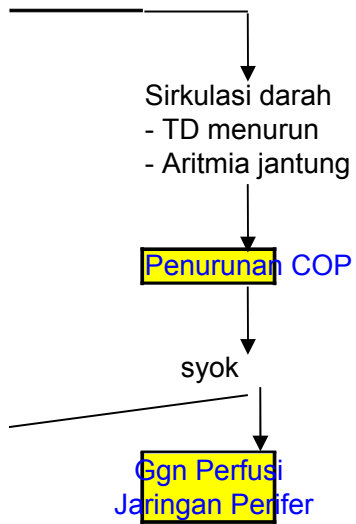 Sirkulasi darah
- TD menurun
- Aritmia jantung
Penurunan COP
syok
Ggn Perfusi
Jaringan Perifer